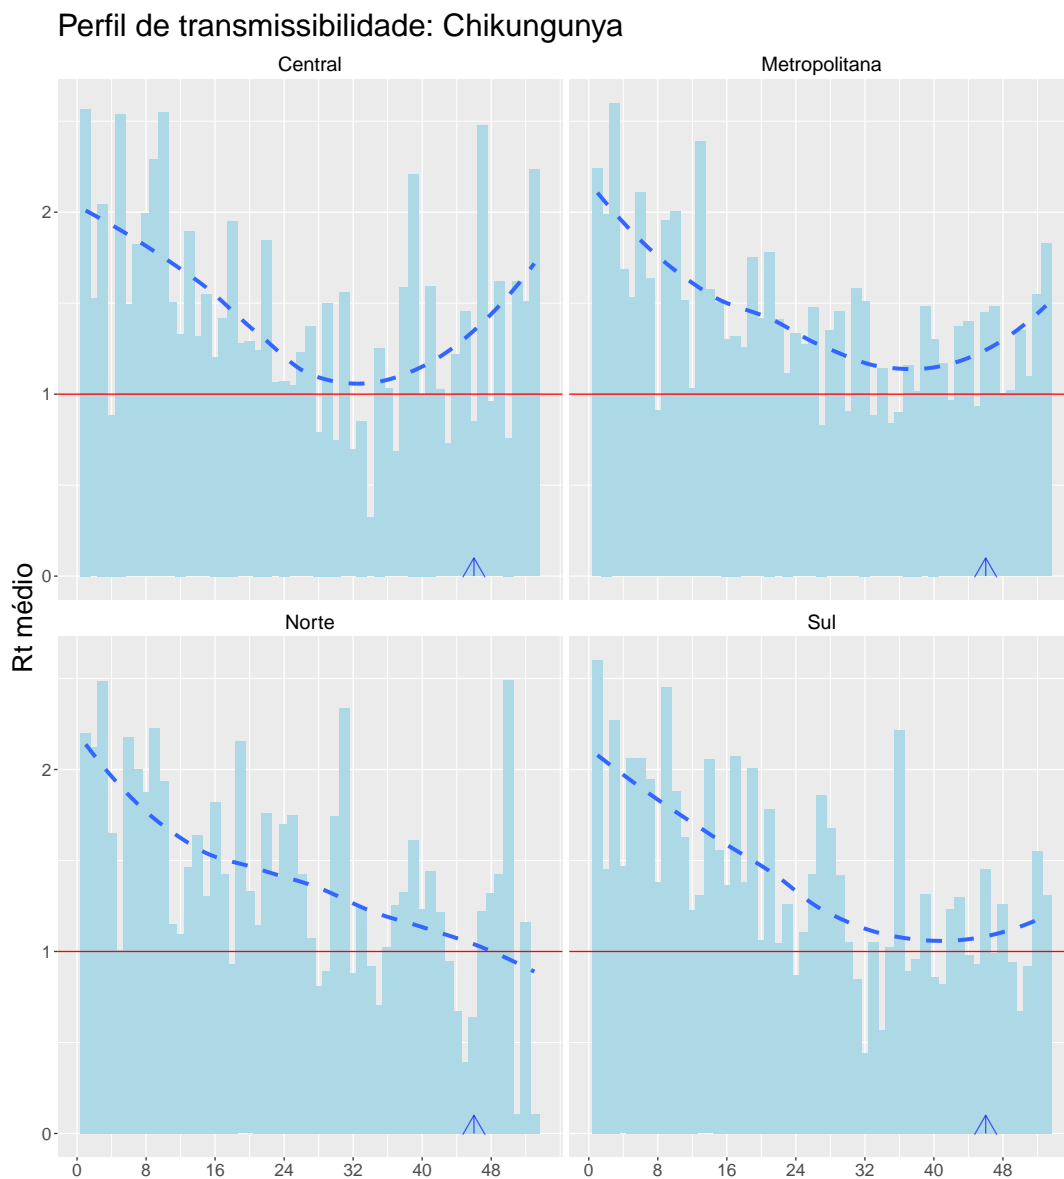 Perfil de transmissibilidade: Chikungunya
Central
Metropolitana
2
1
0
Rt médio
Norte
Sul
2
1
0
0 8 16 24 32 40 48
0 8 16 24 32 40 48